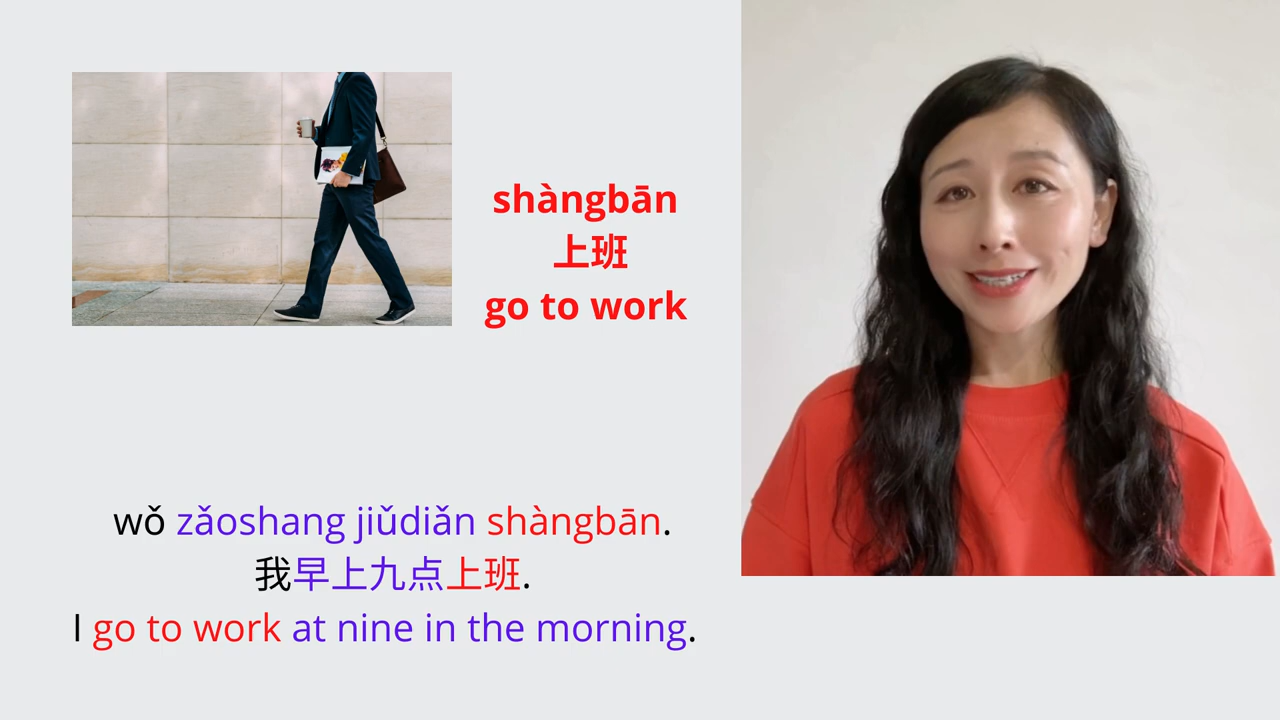 shàngbān
上班
go to work
wǒ zǎoshang jiǔdiǎn shàngbān.
我早上九点上班.
I go to work at nine in the morning.